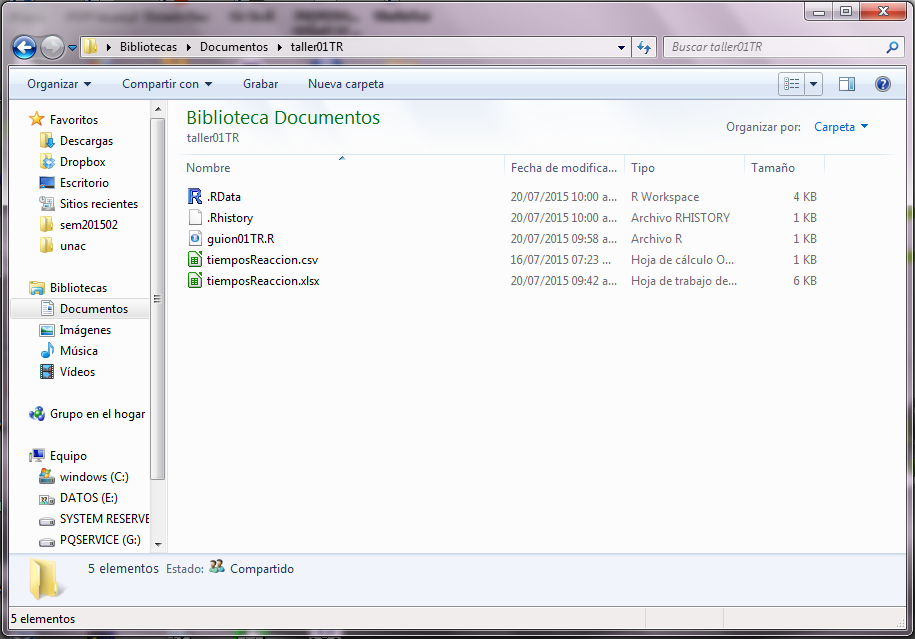 Bibliotecas Documentos taller01TR Buscar taller01TR
Organizar Compartir con Grabar Nueva carpeta
Favoritos
Descargas
Dropbox
Escritorio
Sitios recientes
sem201502
unac
Bibliotecas
Documentos
Imágenes
Música
Vídeos
Grupo en el hogar
Equipo
windows (C:)
DATOS (E:)
SYSTEM RESERVE
PQSERVICE (G:)
Biblioteca Documentos
taller01TR
Organizar por: Carpeta
Nombre Fecha de modifica... Tipo Tamaño
.RData 20/07/2015 10:00 a... R Workspace 4 KB
.Rhistory 20/07/2015 10:00 a... Archivo RHISTORY 1 KB
guion01TR.R 20/07/2015 09:58 a... Archivo R 1 KB
tiemposReaccion.csv 16/07/2015 07:23 ... Hoja de cálculo O... 1 KB
tiemposReaccion.xlsx 20/07/2015 09:42 a... Hoja de trabajo de... 6 KB
5 elementos Estado: Compartido
5 elementos